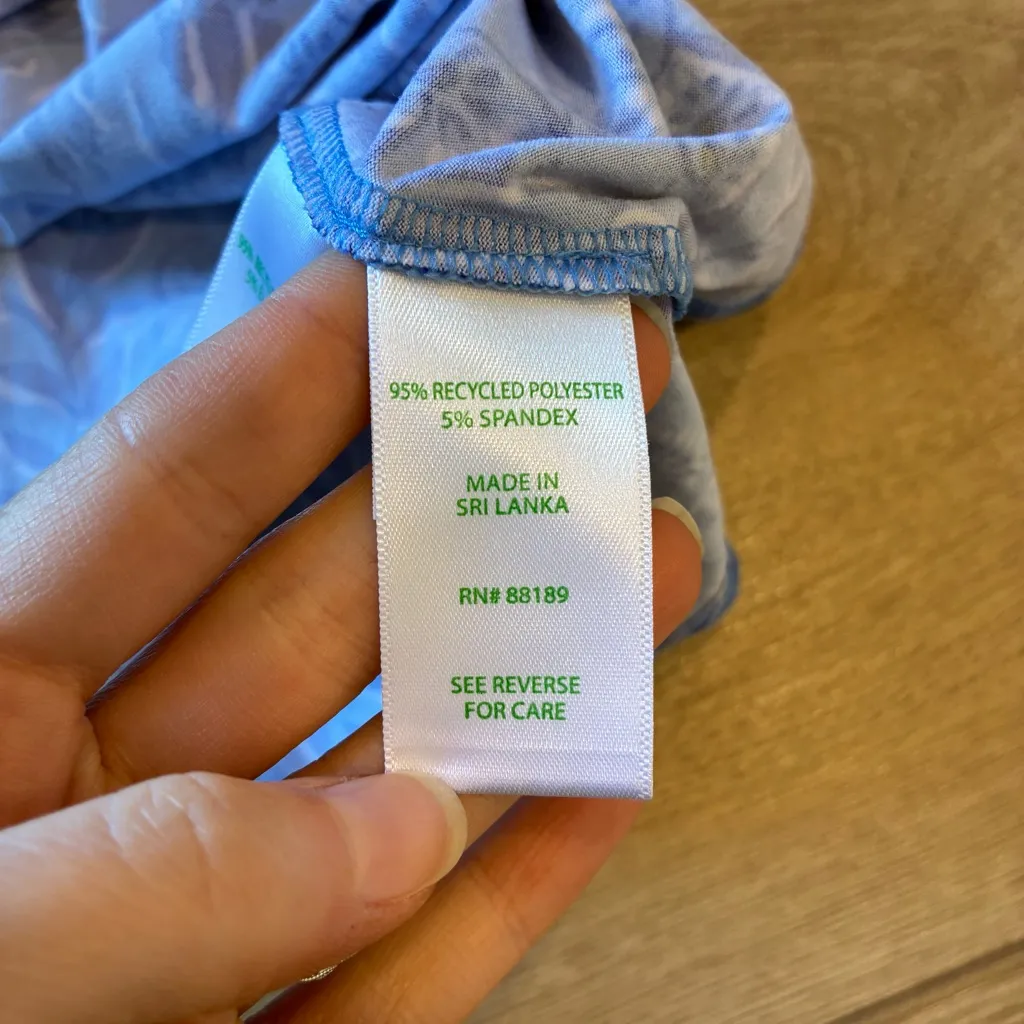 95% RECYCLED POLYESTER
5% SPANDEX
MADE IN
SRI LANKA
RN# 88189
SEE REVERSE
FOR CARE